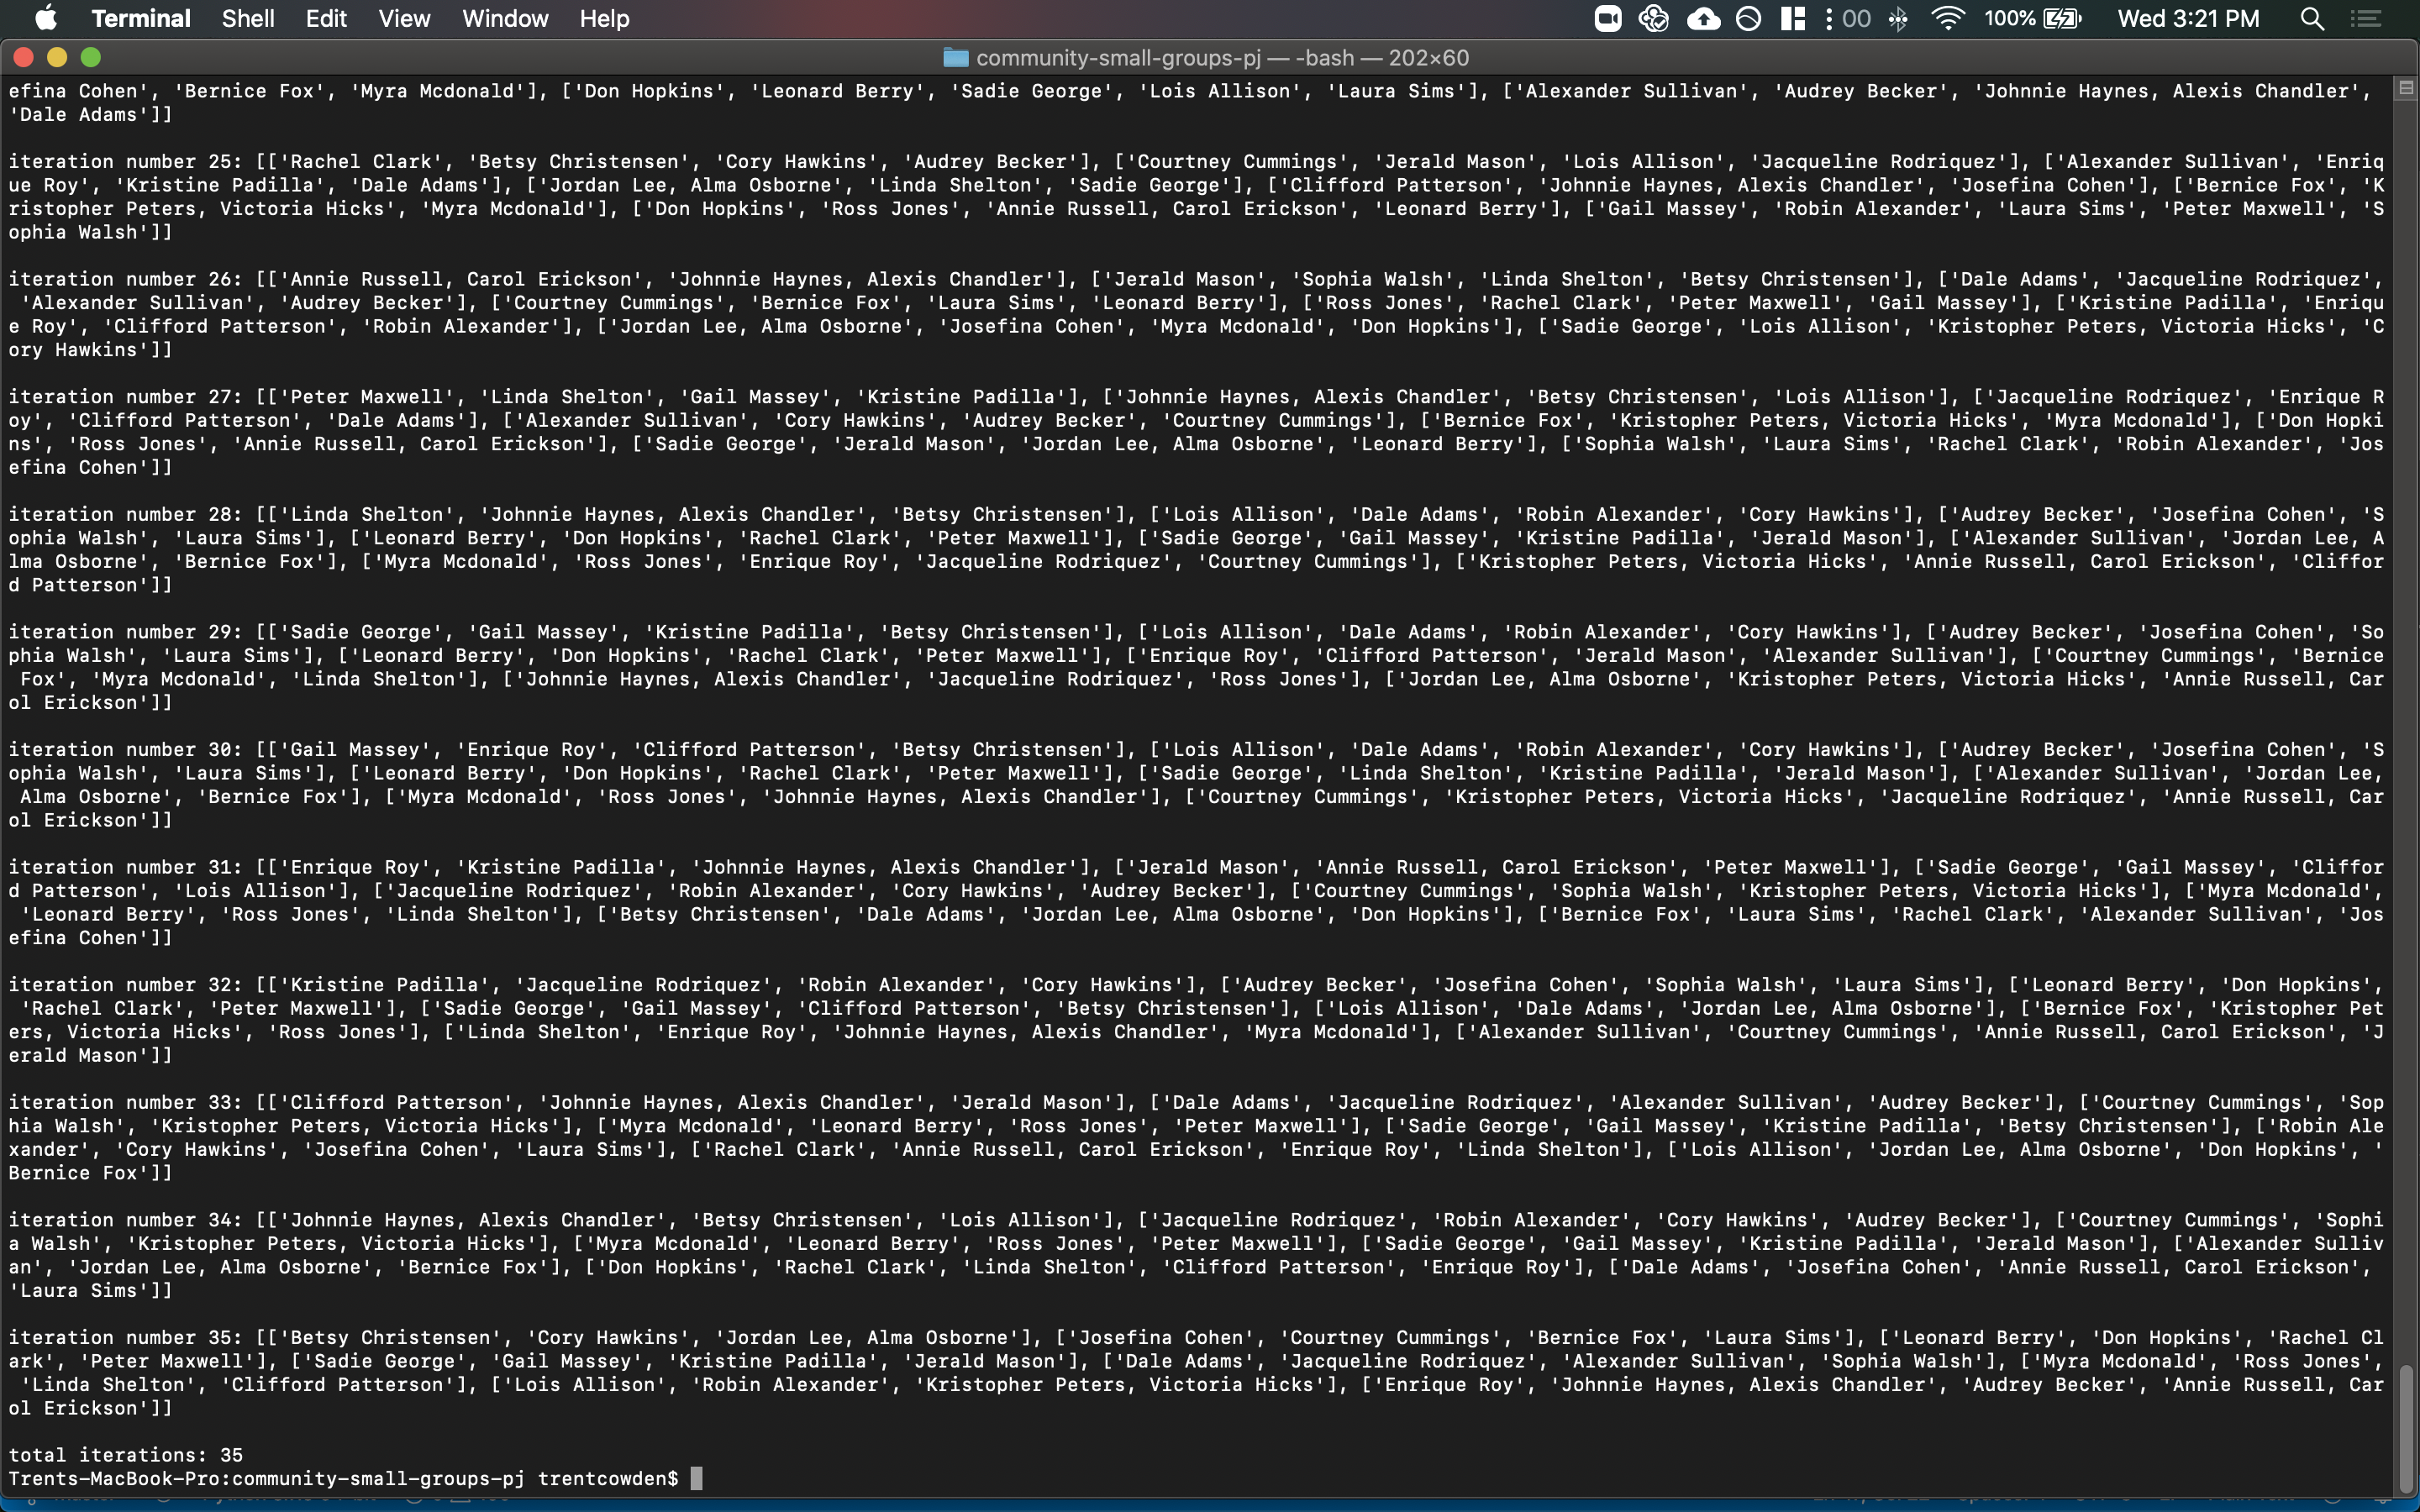 Terminal Shell Edit View Window Help 00 100% Wed 3:21 PM
community-small-groups-pj — -bash — 202×60
efina Cohen', 'Bernice Fox', 'Myra Mcdonald'], ['Don Hopkins', 'Leonard Berry', 'Sadie George', 'Lois Allison', 'Laura Sims'], ['Alexander Sullivan', 'Audrey Becker', 'Johnnie Haynes, Alexis Chandler',
'Dale Adams']]
iteration number 25: [['Rachel Clark', 'Betsy Christensen', 'Cory Hawkins', 'Audrey Becker'], ['Courtney Cummings', 'Jerald Mason', 'Lois Allison', 'Jacqueline Rodriquez'], ['Alexander Sullivan', 'Enriq
ue Roy', 'Kristine Padilla', 'Dale Adams'], ['Jordan Lee, Alma Osborne', 'Linda Shelton', 'Sadie George'], ['Clifford Patterson', 'Johnnie Haynes, Alexis Chandler', 'Josefina Cohen'], ['Bernice Fox', 'K
ristopher Peters, Victoria Hicks', 'Myra Mcdonald'], ['Don Hopkins', 'Ross Jones', 'Annie Russell, Carol Erickson', 'Leonard Berry'], ['Gail Massey', 'Robin Alexander', 'Laura Sims', 'Peter Maxwell', 'S
ophia Walsh']]
iteration number 26: [['Annie Russell, Carol Erickson', 'Johnnie Haynes, Alexis Chandler'], ['Jerald Mason', 'Sophia Walsh', 'Linda Shelton', 'Betsy Christensen'], ['Dale Adams', 'Jacqueline Rodriquez',
'Alexander Sullivan', 'Audrey Becker'], ['Courtney Cummings', 'Bernice Fox', 'Laura Sims', 'Leonard Berry'], ['Ross Jones', 'Rachel Clark', 'Peter Maxwell', 'Gail Massey'], ['Kristine Padilla', 'Enriqu
e Roy', 'Clifford Patterson', 'Robin Alexander'], ['Jordan Lee, Alma Osborne', 'Josefina Cohen', 'Myra Mcdonald', 'Don Hopkins'], ['Sadie George', 'Lois Allison', 'Kristopher Peters, Victoria Hicks', 'C
ory Hawkins']]
iteration number 27: [['Peter Maxwell', 'Linda Shelton', 'Gail Massey', 'Kristine Padilla'], ['Johnnie Haynes, Alexis Chandler', 'Betsy Christensen', 'Lois Allison'], ['Jacqueline Rodriquez', 'Enrique R
oy', 'Clifford Patterson', 'Dale Adams'], ['Alexander Sullivan', 'Cory Hawkins', 'Audrey Becker', 'Courtney Cummings'], ['Bernice Fox', 'Kristopher Peters, Victoria Hicks', 'Myra Mcdonald'], ['Don Hopki
ns', 'Ross Jones', 'Annie Russell, Carol Erickson'], ['Sadie George', 'Jerald Mason', 'Jordan Lee, Alma Osborne', 'Leonard Berry'], ['Sophia Walsh', 'Laura Sims', 'Rachel Clark', 'Robin Alexander', 'Jos
efina Cohen']]
iteration number 28: [['Linda Shelton', 'Johnnie Haynes, Alexis Chandler', 'Betsy Christensen'], ['Lois Allison', 'Dale Adams', 'Robin Alexander', 'Cory Hawkins'], ['Audrey Becker', 'Josefina Cohen', 'S
ophia Walsh', 'Laura Sims'], ['Leonard Berry', 'Don Hopkins', 'Rachel Clark', 'Peter Maxwell'], ['Sadie George', 'Gail Massey', 'Kristine Padilla', 'Jerald Mason'], ['Alexander Sullivan', 'Jordan Lee, A
lma Osborne', 'Bernice Fox'], ['Myra Mcdonald', 'Ross Jones', 'Enrique Roy', 'Jacqueline Rodriquez', 'Courtney Cummings'], ['Kristopher Peters, Victoria Hicks', 'Annie Russell, Carol Erickson', 'Cliffor
d Patterson']]
iteration number 29: [['Sadie George', 'Gail Massey', 'Kristine Padilla', 'Betsy Christensen'], ['Lois Allison', 'Dale Adams', 'Robin Alexander', 'Cory Hawkins'], ['Audrey Becker', 'Josefina Cohen', 'So
phia Walsh', 'Laura Sims'], ['Leonard Berry', 'Don Hopkins', 'Rachel Clark', 'Peter Maxwell'], ['Enrique Roy', 'Clifford Patterson', 'Jerald Mason', 'Alexander Sullivan'], ['Courtney Cummings', 'Bernice
Fox', 'Myra Mcdonald', 'Linda Shelton'], ['Johnnie Haynes, Alexis Chandler', 'Jacqueline Rodriquez', 'Ross Jones'], ['Jordan Lee, Alma Osborne', 'Kristopher Peters, Victoria Hicks', 'Annie Russell, Car
ol Erickson']]
iteration number 30: [['Gail Massey', 'Enrique Roy', 'Clifford Patterson', 'Betsy Christensen'], ['Lois Allison', 'Dale Adams', 'Robin Alexander', 'Cory Hawkins'], ['Audrey Becker', 'Josefina Cohen', 'S
ophia Walsh', 'Laura Sims'], ['Leonard Berry', 'Don Hopkins', 'Rachel Clark', 'Peter Maxwell'], ['Sadie George', 'Linda Shelton', 'Kristine Padilla', 'Jerald Mason'], ['Alexander Sullivan', 'Jordan Lee,
Alma Osborne', 'Bernice Fox'], ['Myra Mcdonald', 'Ross Jones', 'Johnnie Haynes, Alexis Chandler'], ['Courtney Cummings', 'Kristopher Peters, Victoria Hicks', 'Jacqueline Rodriquez', 'Annie Russell, Car
ol Erickson']]
iteration number 31: [['Enrique Roy', 'Kristine Padilla', 'Johnnie Haynes, Alexis Chandler'], ['Jerald Mason', 'Annie Russell, Carol Erickson', 'Peter Maxwell'], ['Sadie George', 'Gail Massey', 'Cliffor
d Patterson', 'Lois Allison'], ['Jacqueline Rodriquez', 'Robin Alexander', 'Cory Hawkins', 'Audrey Becker'], ['Courtney Cummings', 'Sophia Walsh', 'Kristopher Peters, Victoria Hicks'], ['Myra Mcdonald',
'Leonard Berry', 'Ross Jones', 'Linda Shelton'], ['Betsy Christensen', 'Dale Adams', 'Jordan Lee, Alma Osborne', 'Don Hopkins'], ['Bernice Fox', 'Laura Sims', 'Rachel Clark', 'Alexander Sullivan', 'Jos
efina Cohen']]
iteration number 32: [['Kristine Padilla', 'Jacqueline Rodriquez', 'Robin Alexander', 'Cory Hawkins'], ['Audrey Becker', 'Josefina Cohen', 'Sophia Walsh', 'Laura Sims'], ['Leonard Berry', 'Don Hopkins',
'Rachel Clark', 'Peter Maxwell'], ['Sadie George', 'Gail Massey', 'Clifford Patterson', 'Betsy Christensen'], ['Lois Allison', 'Dale Adams', 'Jordan Lee, Alma Osborne'], ['Bernice Fox', 'Kristopher Pet
ers, Victoria Hicks', 'Ross Jones'], ['Linda Shelton', 'Enrique Roy', 'Johnnie Haynes, Alexis Chandler', 'Myra Mcdonald'], ['Alexander Sullivan', 'Courtney Cummings', 'Annie Russell, Carol Erickson', 'J
erald Mason']]
iteration number 33: [['Clifford Patterson', 'Johnnie Haynes, Alexis Chandler', 'Jerald Mason'], ['Dale Adams', 'Jacqueline Rodriquez', 'Alexander Sullivan', 'Audrey Becker'], ['Courtney Cummings', 'Sop
hia Walsh', 'Kristopher Peters, Victoria Hicks'], ['Myra Mcdonald', 'Leonard Berry', 'Ross Jones', 'Peter Maxwell'], ['Sadie George', 'Gail Massey', 'Kristine Padilla', 'Betsy Christensen'], ['Robin Ale
xander', 'Cory Hawkins', 'Josefina Cohen', 'Laura Sims'], ['Rachel Clark', 'Annie Russell, Carol Erickson', 'Enrique Roy', 'Linda Shelton'], ['Lois Allison', 'Jordan Lee, Alma Osborne', 'Don Hopkins', '
Bernice Fox']]
iteration number 34: [['Johnnie Haynes, Alexis Chandler', 'Betsy Christensen', 'Lois Allison'], ['Jacqueline Rodriquez', 'Robin Alexander', 'Cory Hawkins', 'Audrey Becker'], ['Courtney Cummings', 'Sophi
a Walsh', 'Kristopher Peters, Victoria Hicks'], ['Myra Mcdonald', 'Leonard Berry', 'Ross Jones', 'Peter Maxwell'], ['Sadie George', 'Gail Massey', 'Kristine Padilla', 'Jerald Mason'], ['Alexander Sulliv
an', 'Jordan Lee, Alma Osborne', 'Bernice Fox'], ['Don Hopkins', 'Rachel Clark', 'Linda Shelton', 'Clifford Patterson', 'Enrique Roy'], ['Dale Adams', 'Josefina Cohen', 'Annie Russell, Carol Erickson',
'Laura Sims']]
iteration number 35: [['Betsy Christensen', 'Cory Hawkins', 'Jordan Lee, Alma Osborne'], ['Josefina Cohen', 'Courtney Cummings', 'Bernice Fox', 'Laura Sims'], ['Leonard Berry', 'Don Hopkins', 'Rachel Cl
ark', 'Peter Maxwell'], ['Sadie George', 'Gail Massey', 'Kristine Padilla', 'Jerald Mason'], ['Dale Adams', 'Jacqueline Rodriquez', 'Alexander Sullivan', 'Sophia Walsh'], ['Myra Mcdonald', 'Ross Jones',
'Linda Shelton', 'Clifford Patterson'], ['Lois Allison', 'Robin Alexander', 'Kristopher Peters, Victoria Hicks'], ['Enrique Roy', 'Johnnie Haynes, Alexis Chandler', 'Audrey Becker', 'Annie Russell, Car
ol Erickson']]
total iterations: 35
Trents-MacBook-Pro:community-small-groups-pj trentcowden$